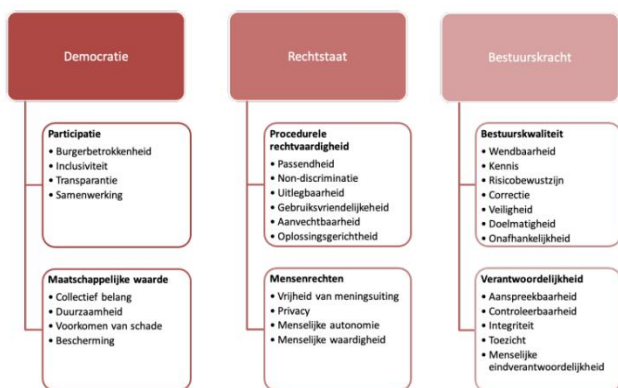 Democratie
Participatie
• Burgerbetrokkenheid
• Inclusiviteit
• Transparantie
• Samenwerking
Maatschappelijke waarde
• Collectief belang
• Duurzaamheid
• Voorkomen van schade
• Bescherming
Rechtstaat
Procedurele
rechtvaardigheid
• Passendheid
• Non-discriminatie
• Uitlegbaarheid
• Gebruiksvriendelijkeheid
• Aanvechtbaarheid
• Oplossingsgerichtheid
Mensenrechten
• Vrijheid van meningsuiting
• Privacy
• Menselijke autonomie
• Menselijke waardigheid
Bestuurskracht
Bestuurskwaliteit
• Wendbaarheid
• Kennis
• Risicobewustzijn
• Correctie
• Veiligheid
• Doelmatigheid
• Onafhankelijkheid
Verantwoordelijkheid
• Aanspreekbaarheid
• Controleerbaarheid
• Integriteit
• Toezicht
• Menselijke
eindverantwoordelijkheid